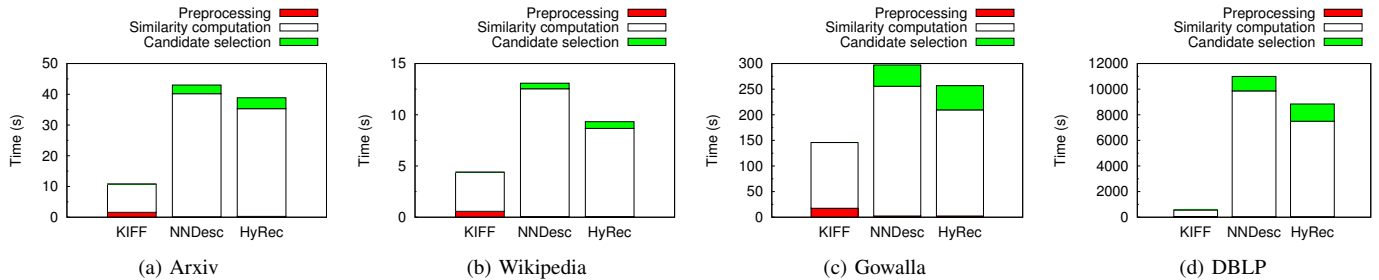 Preprocessing
Similarity computation
Candidate selection
50
40
30
20
10
0
Time (s)
KIFF NNDesc HyRec
(a) Arxiv
Preprocessing
Similarity computation
Candidate selection
15
10
5
0
Time (s)
KIFF NNDesc HyRec
(b) Wikipedia
Preprocessing
Similarity computation
Candidate selection
300
250
200
150
100
50
0
Time (s)
KIFF NNDesc HyRec
(c) Gowalla
Preprocessing
Similarity computation
Candidate selection
12000
10000
8000
6000
4000
2000
0
Time (s)
KIFF NNDesc HyRec
(d) DBLP